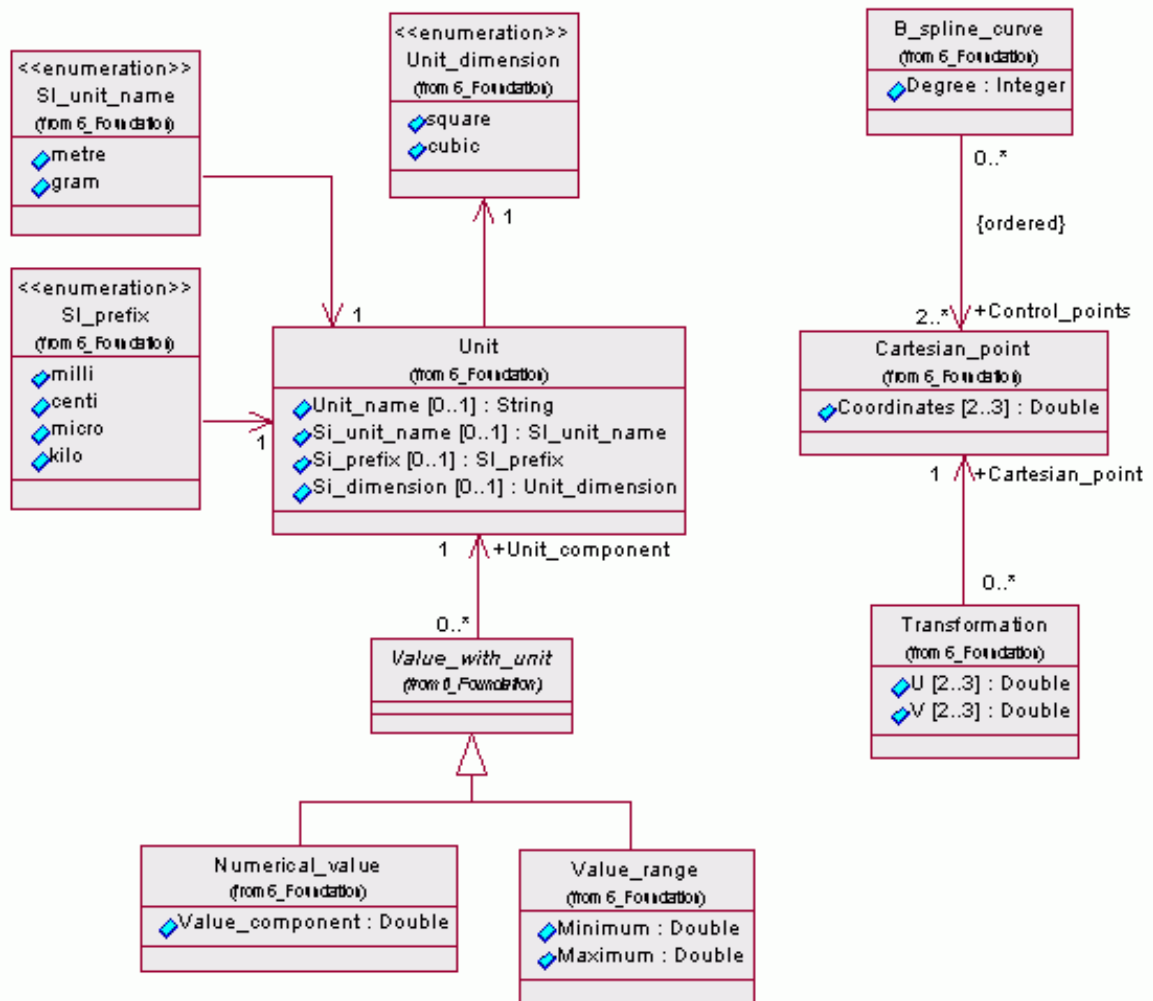 <<enumeration>>
SI_unit_name
(from 6_Foundation)
metre
gram
<<enumeration>>
Unit_dimension
(from 6_Foundation)
square
cubic
1
<<enumeration>>
SI_prefix
(from 6_Foundation)
milli
centi
micro
kilo
1
1
Unit
(from 6_Foundation)
Unit_name [0..1] : String
Si_unit_name [0..1] : SI_unit_name
Si_prefix [0..1] : SI_prefix
Si_dimension [0..1] : Unit_dimension
1 +Unit_component
0..*
Value_with_unit
(from 6_Foundation)
Numerical_value
(from 6_Foundation)
Value_component : Double
Value_range
(from 6_Foundation)
Minimum : Double
Maximum : Double
B_spline_curve
(from 6_Foundation)
Degree : Integer
0..*
{ordered}
2..* +Control_points
Cartesian_point
(from 6_Foundation)
Coordinates [2..3] : Double
1 +Cartesian_point
0..*
Transformation
(from 6_Foundation)
U [2..3] : Double
V [2..3] : Double